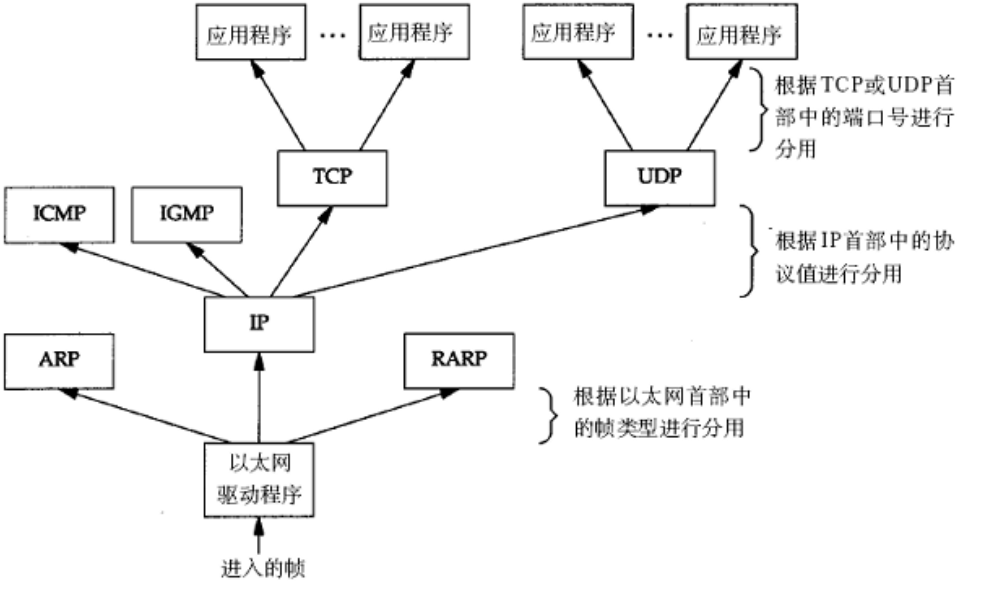 应用程序 … 应用程序 应用程序 … 应用程序
根据TCP或UDP首
部中的端口号进行
分用
TCP UDP
ICMP IGMP
根据IP首部中的协
议值进行分用
IP
ARP RARP
根据以太网首部中
的帧类型进行分用
以太网
驱动程序
进入的帧